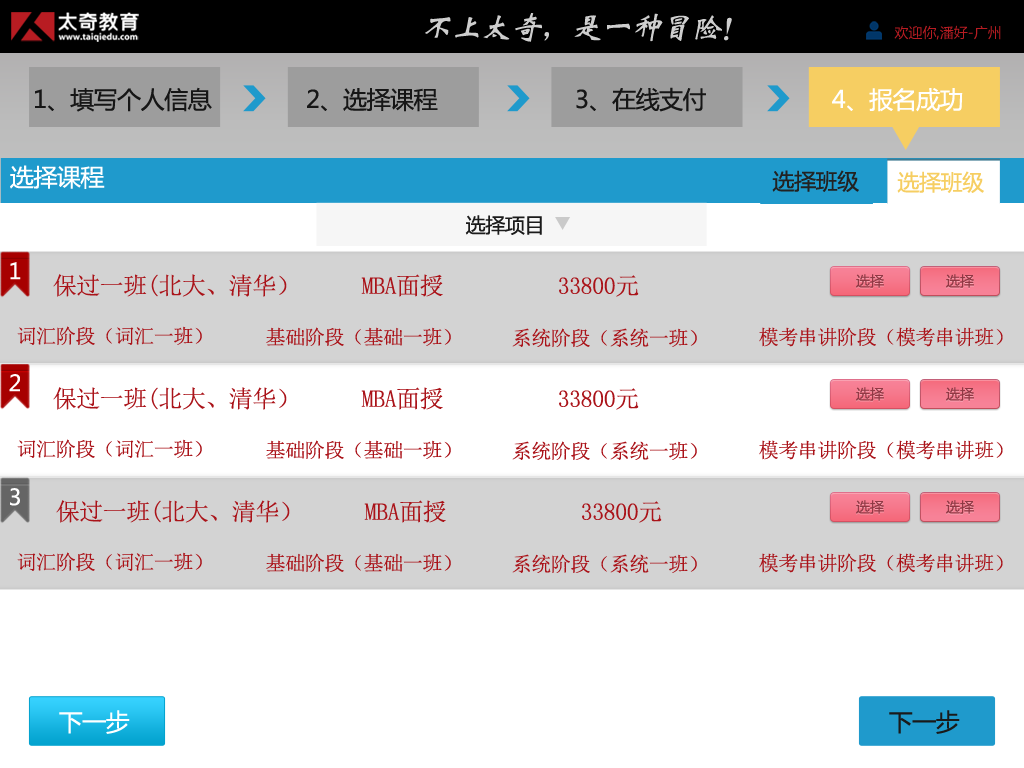 太奇教育
www.taiqiedu.com
不上太奇，是一种冒险！
欢迎你,潘好-广州
1、填写个人信息
2、选择课程
3、在线支付
4、报名成功
选择课程
选择班级
选择班级
选择项目
1
保过一班(北大、清华） MBA面授 33800元 选择 选择
词汇阶段（词汇一班） 基础阶段（基础一班） 系统阶段（系统一班） 模考串讲阶段（模考串讲班）
2
保过一班(北大、清华） MBA面授 33800元 选择 选择
词汇阶段（词汇一班） 基础阶段（基础一班） 系统阶段（系统一班） 模考串讲阶段（模考串讲班）
3
保过一班(北大、清华） MBA面授 33800元 选择 选择
词汇阶段（词汇一班） 基础阶段（基础一班） 系统阶段（系统一班） 模考串讲阶段（模考串讲班）
下一步
下一步